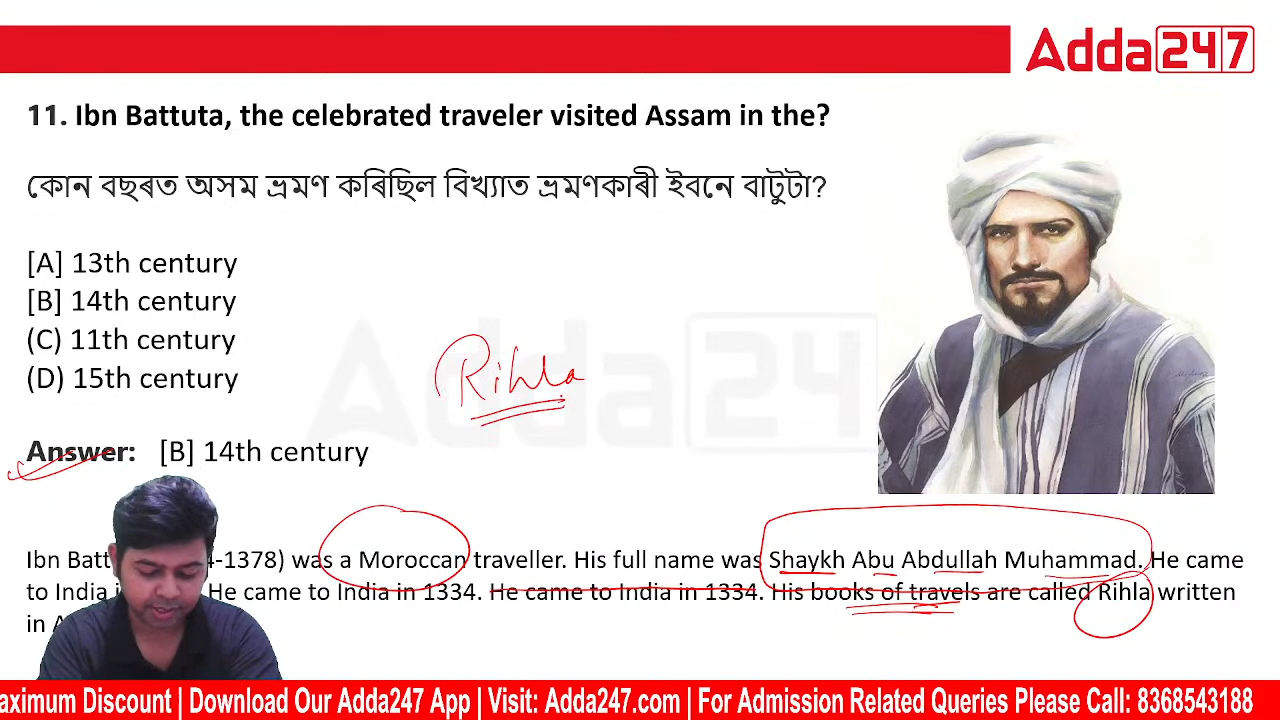 Adda247
11. Ibn Battuta, the celebrated traveler visited Assam in the?
কোন বছৰত অসম ভ্ৰমণ কৰিছিল বিখ্যাত ভ্ৰমণকাৰী ইবনে বাটুটা?
[A] 13th century
[B] 14th century
(C) 11th century
(D) 15th century
Rihla
Adda247
Answer: [B] 14th century
Ibn -1378) was a Moroccan traveller. His full name was Shaykh Abu Abdullah Muhammad. He came
to India He came to India in 1334. He came to India in 1334. His books of travels are called Rihla written
in
Discount | Download Our Adda247 App | Visit: Adda247.com | For Admission Related Queries Please Call: 8368543188